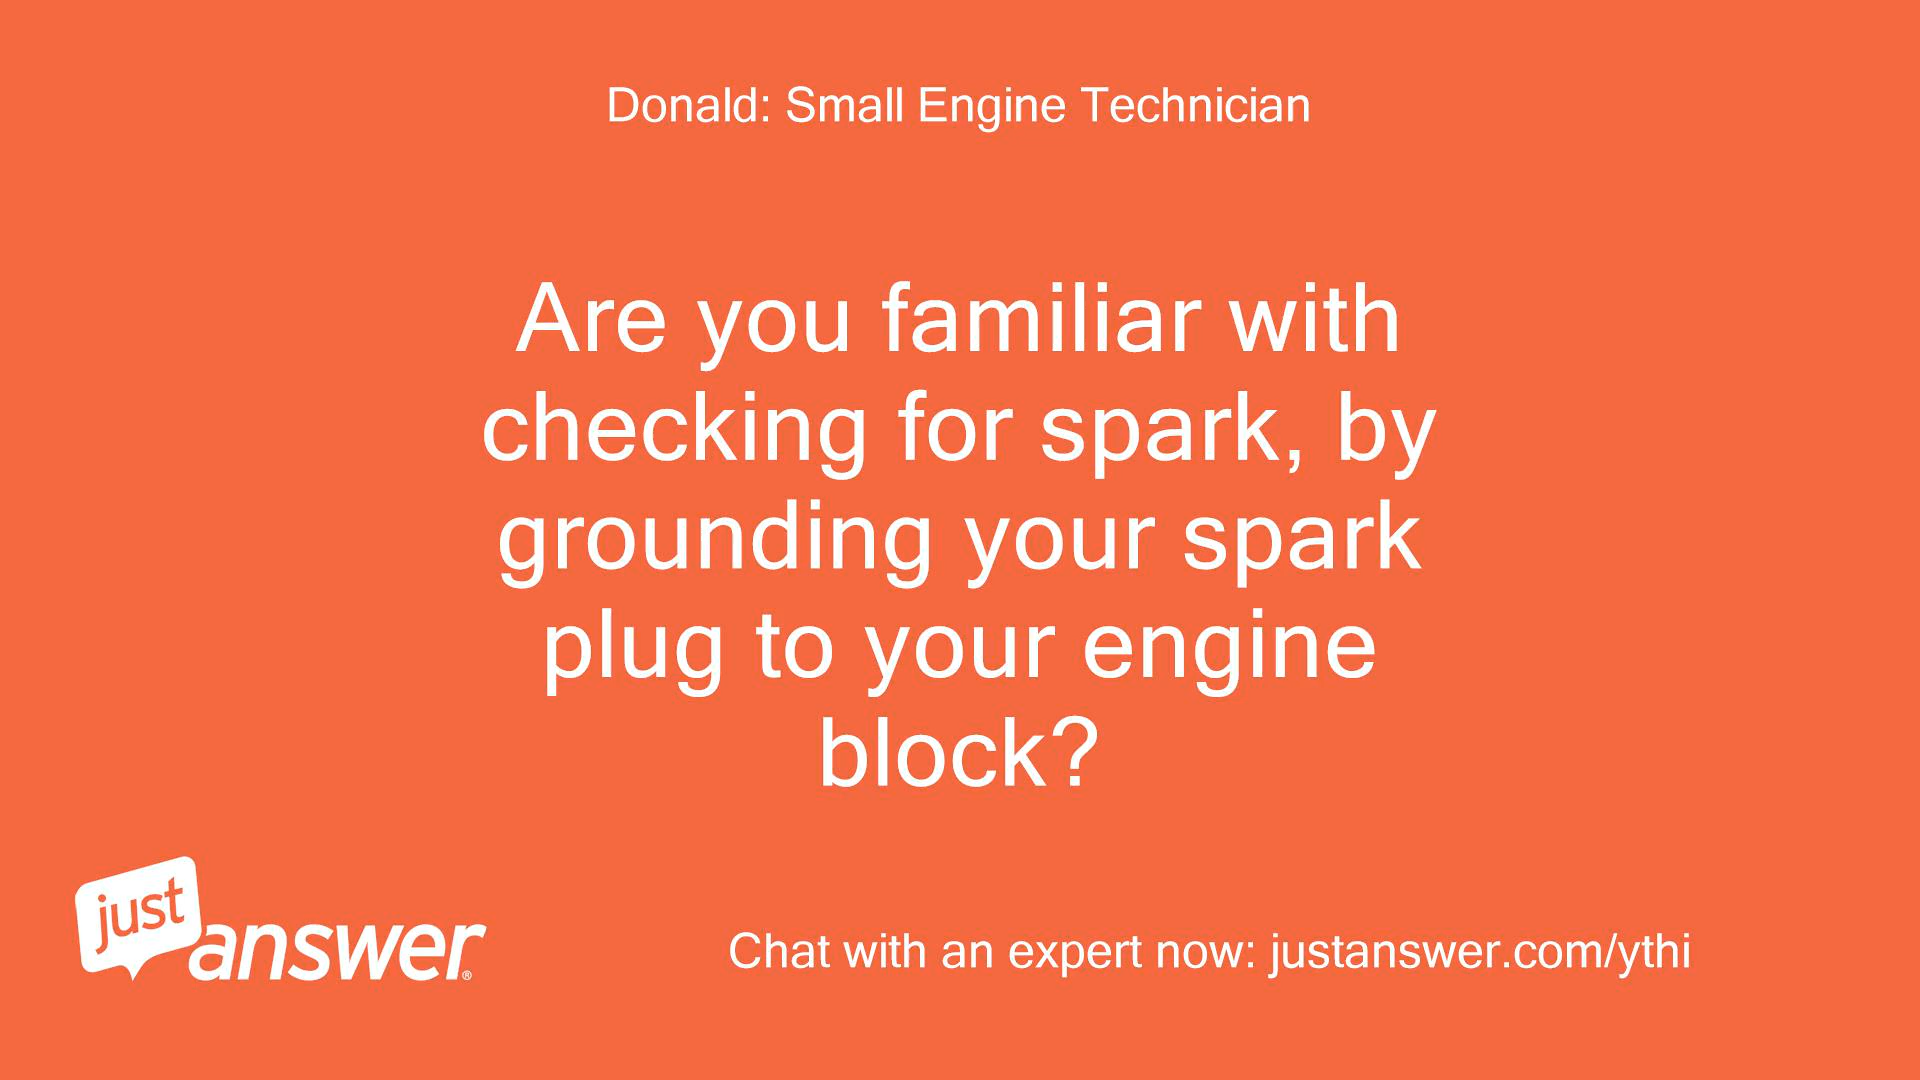 Donald: Small Engine Technician
Are you familiar with
checking for spark, by
grounding your spark
plug to your engine
block?
just
answer®
Chat with an expert now: justanswer.com/ythi